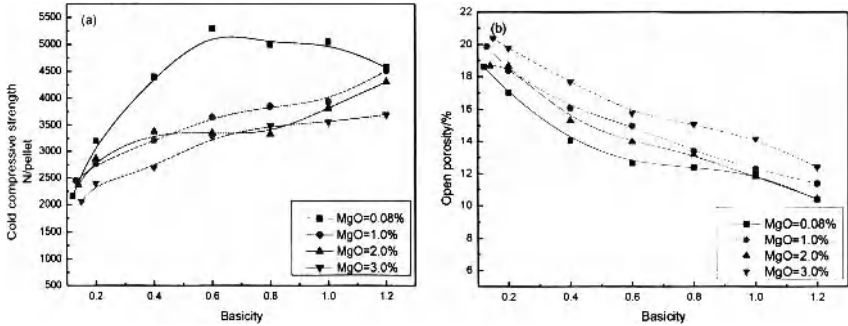 (a)
5500
5000
4500
4000
3500
3000
2500
2000
1500
1000
500
Cold compressive strength
N/pellet
MgO=0.08%
MgO=1.0%
MgO=2.0%
MgO=3.0%
0.2 0.4 0.6 0.8 1.0 1.2
Basicity
(b)
22
20
18
16
14
12
10
8
6
Open porosity/%
MgO=0.08%
MgO=1.0%
MgO=2.0%
MgO=3.0%
0.2 0.4 0.6 0.8 1.0 1.2
Basicity